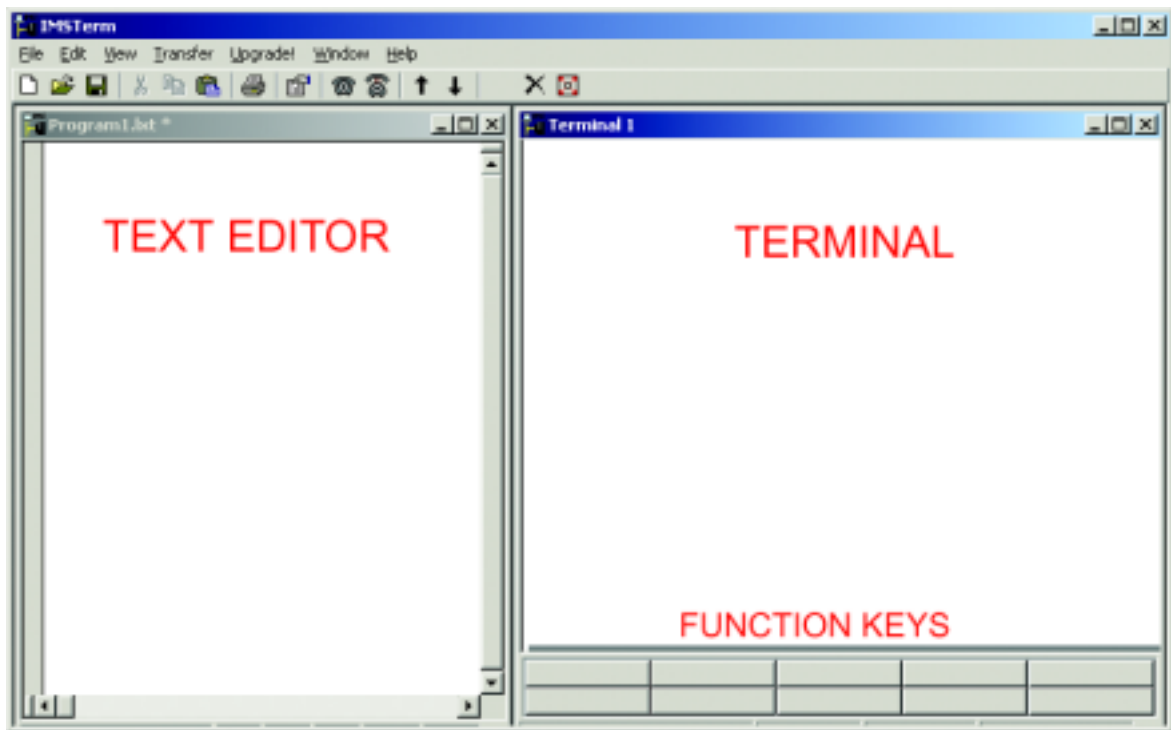 IMSTerm
File Edit View Transfer Upgrade! Window Help
Program1.txt *
Terminal 1
TEXT EDITOR
TERMINAL
FUNCTION KEYS